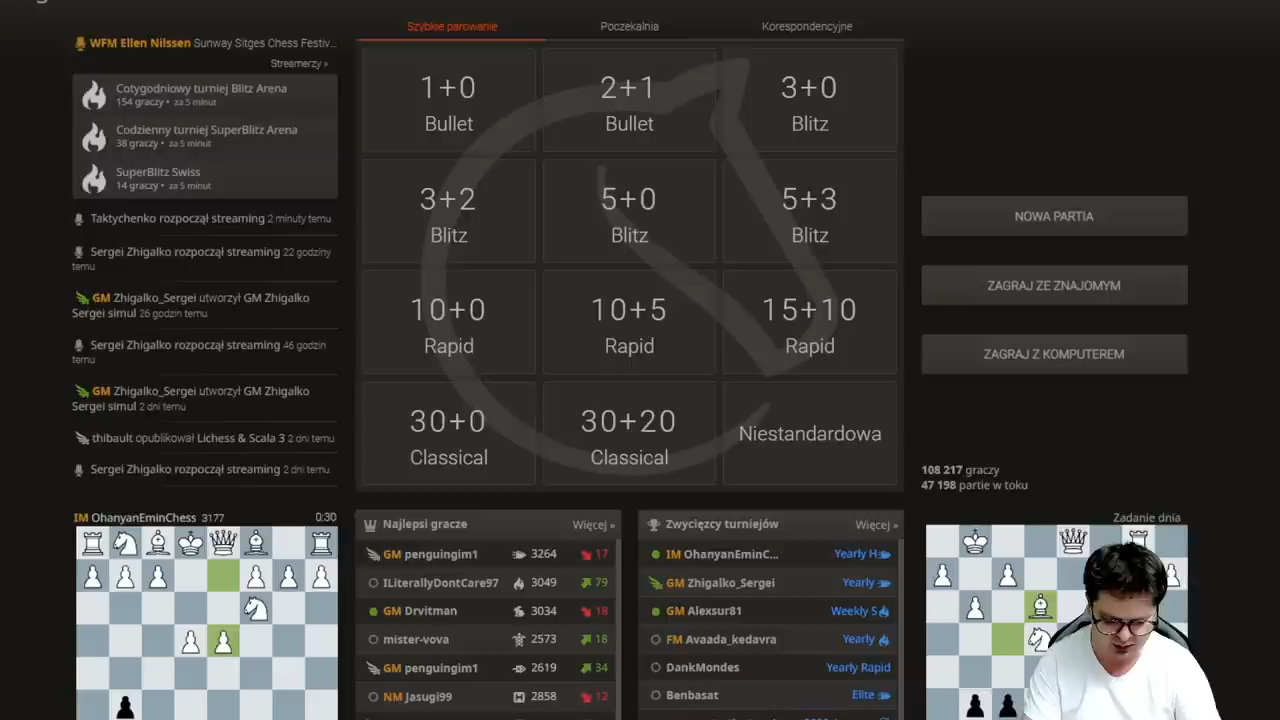 Szybkie parowanie
Poczekalnia
Korespondencyjne
WFM Ellen Nilssen Sunway Sitges Chess Festiv...
Streamerzy »
Cotygodniowy turniej Blitz Arena
154 graczy • za 5 minut
Codzienny turniej SuperBlitz Arena
38 graczy • za 5 minut
SuperBlitz Swiss
14 graczy • za 5 minut
Taktychenko rozpoczął streaming 2 minuty temu
Sergei Zhigalko rozpoczął streaming 22 godziny
temu
GM Zhigalko_Sergei utworzył GM Zhigalko
Sergei simul 26 godzin temu
Sergei Zhigalko rozpoczął streaming 46 godzin
temu
GM Zhigalko_Sergei utworzył GM Zhigalko
Sergei simul 2 dni temu
thibault opublikował Lichess & Scala 3 2 dni temu
Sergei Zhigalko rozpoczął streaming 2 dni temu
1+0
Bullet
2+1
Bullet
3+0
Blitz
3+2
Blitz
5+0
Blitz
5+3
Blitz
10+0
Rapid
10+5
Rapid
15+10
Rapid
30+0
Classical
30+20
Classical
Niestandardowa
NOWA PARTIA
ZAGRAJ ZE ZNAJOMYM
ZAGRAJ Z KOMPUTEREM
108 217 graczy
47 198 partie w toku
IM OhanyanEminChess 3177 0:30
Najlepsi gracze Więcej »
GM penguingim1 3264 17
ILiterallyDontCare97 3049 79
GM Drvitman 3034 18
mister-vova 2573 18
GM penguingim1 2619 34
NM Jasugi99 2858 12
Zwycięzcy turniejów Więcej »
IM OhanyanEminC... Yearly H
GM Zhigalko_Sergei Yearly
GM Alexsur81 Weekly S
FM Avaada_kedavra Yearly
DankMondes Yearly Rapid
Benbasat Elite
Zadanie dnia